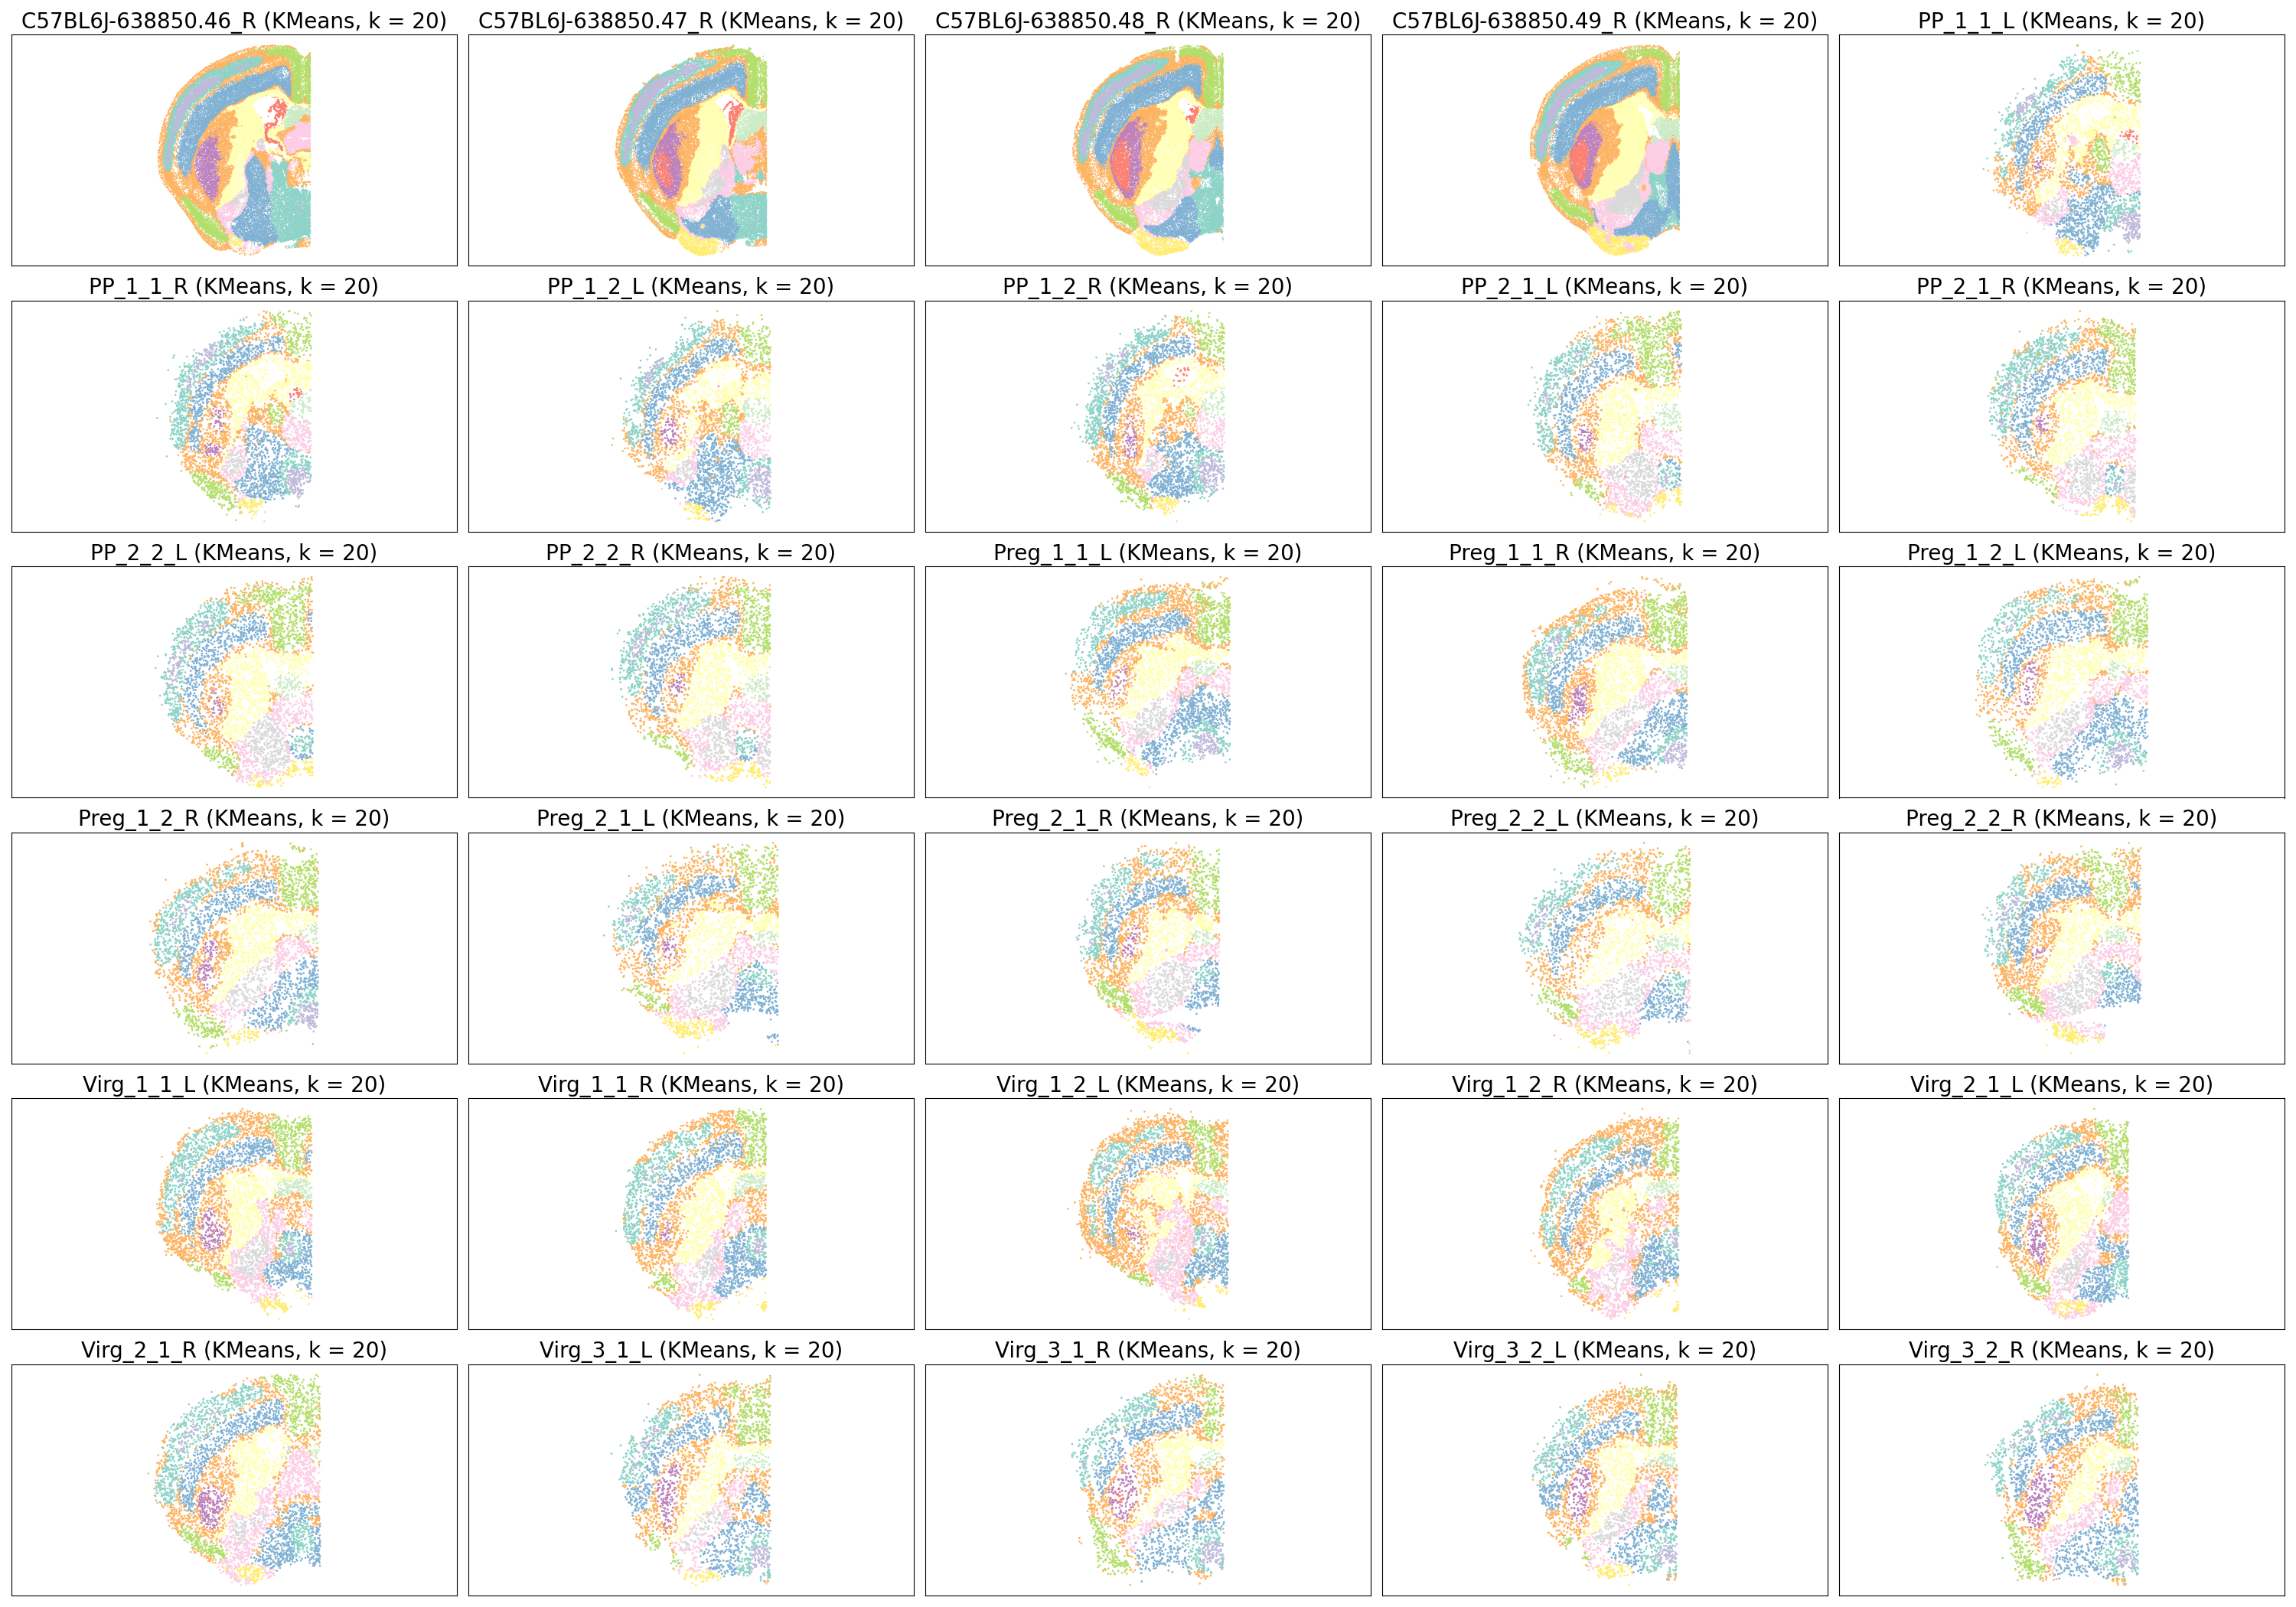 C57BL6J-638850.46_R (KMeans, k = 20)
C57BL6J-638850.47_R (KMeans, k = 20)
C57BL6J-638850.48_R (KMeans, k = 20)
C57BL6J-638850.49_R (KMeans, k = 20)
PP_1_1_L (KMeans, k = 20)
PP_1_1_R (KMeans, k = 20)
PP_1_2_L (KMeans, k = 20)
PP_1_2_R (KMeans, k = 20)
PP_2_1_L (KMeans, k = 20)
PP_2_1_R (KMeans, k = 20)
PP_2_2_L (KMeans, k = 20)
PP_2_2_R (KMeans, k = 20)
Preg_1_1_L (KMeans, k = 20)
Preg_1_1_R (KMeans, k = 20)
Preg_1_2_L (KMeans, k = 20)
Preg_1_2_R (KMeans, k = 20)
Preg_2_1_L (KMeans, k = 20)
Preg_2_1_R (KMeans, k = 20)
Preg_2_2_L (KMeans, k = 20)
Preg_2_2_R (KMeans, k = 20)
Virg_1_1_L (KMeans, k = 20)
Virg_1_1_R (KMeans, k = 20)
Virg_1_2_L (KMeans, k = 20)
Virg_1_2_R (KMeans, k = 20)
Virg_2_1_L (KMeans, k = 20)
Virg_2_1_R (KMeans, k = 20)
Virg_3_1_L (KMeans, k = 20)
Virg_3_1_R (KMeans, k = 20)
Virg_3_2_L (KMeans, k = 20)
Virg_3_2_R (KMeans, k = 20)